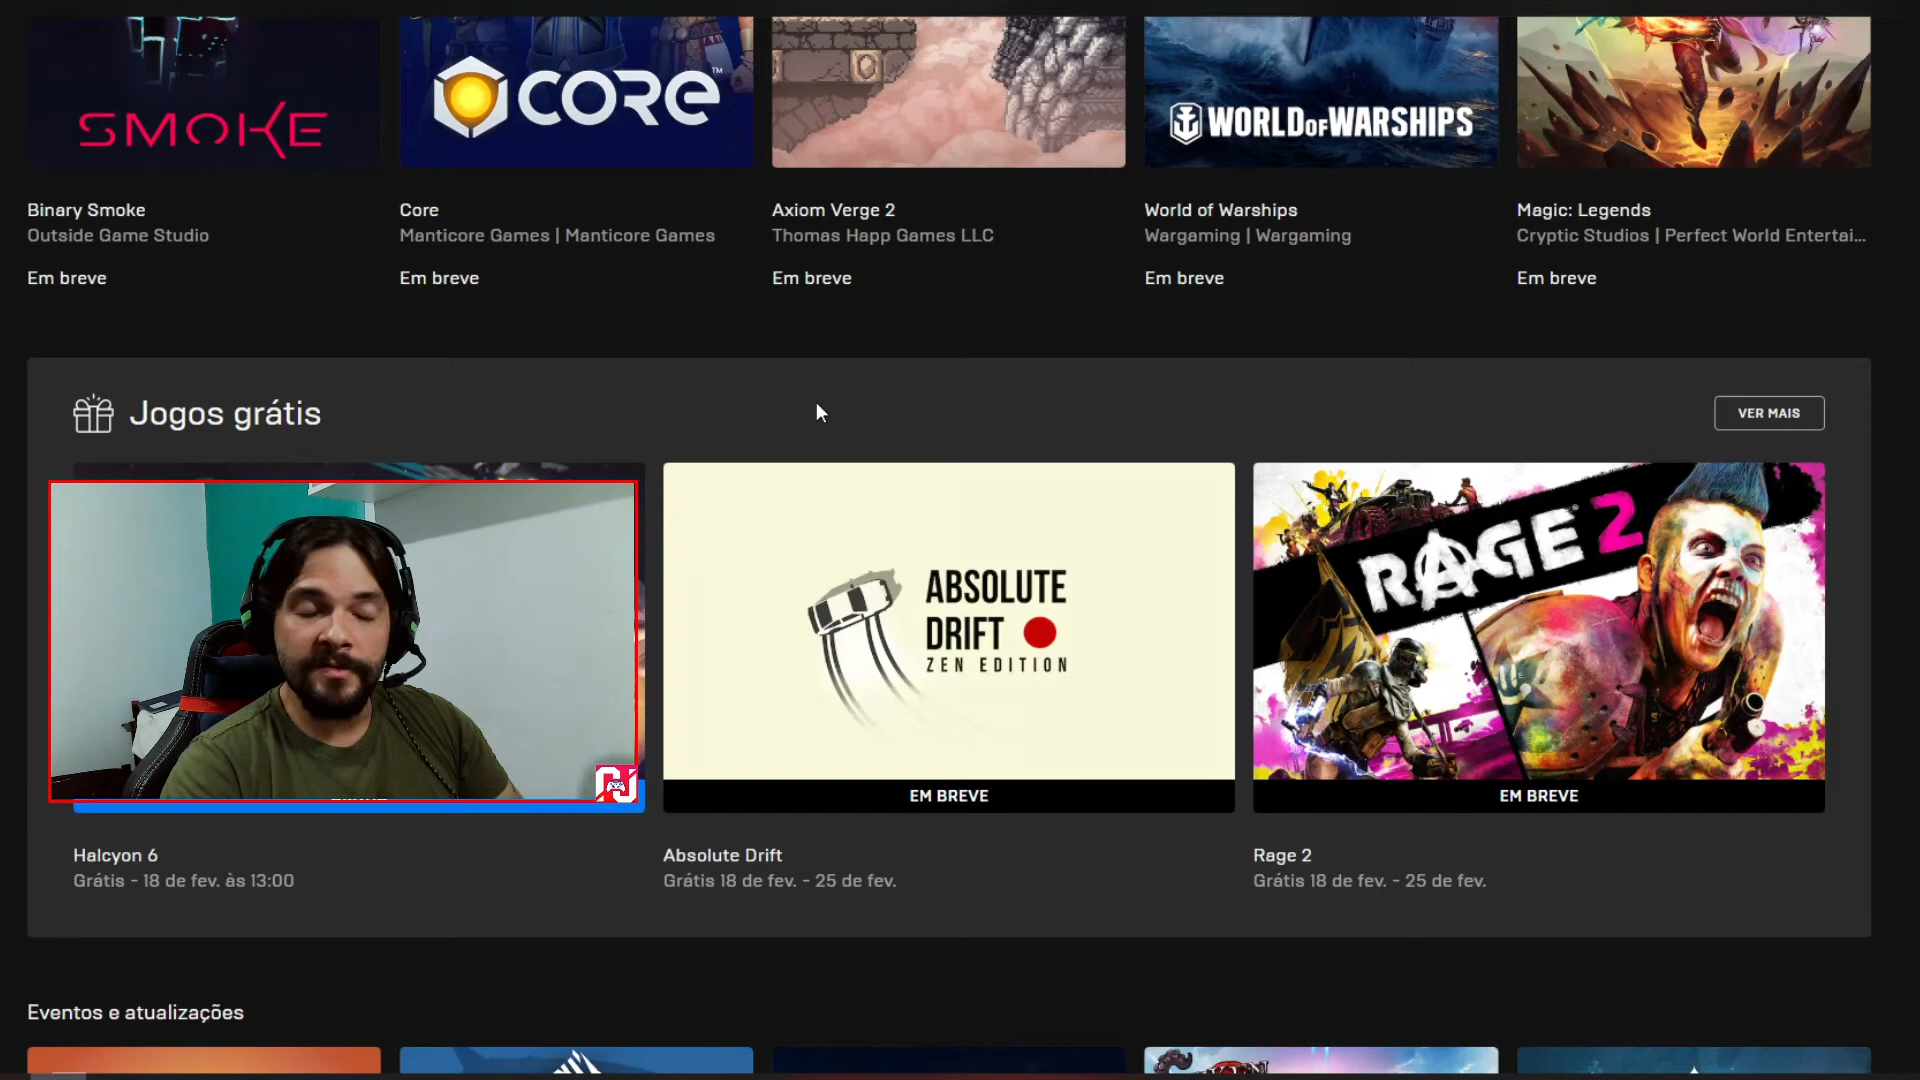 SMOKE
CORE™
WORLD OF WARSHIPS
Binary Smoke
Outside Game Studio
Em breve
Core
Manticore Games | Manticore Games
Em breve
Axiom Verge 2
Thomas Happ Games LLC
Em breve
World of Warships
Wargaming | Wargaming
Em breve
Magic: Legends
Cryptic Studios | Perfect World Entertai...
Em breve
Jogos grátis
VER MAIS
ABSOLUTE
DRIFT
ZEN EDITION
EM BREVE
RAGE 2
EM BREVE
Halcyon 6
Grátis - 18 de fev. às 13:00
Absolute Drift
Grátis 18 de fev. - 25 de fev.
Rage 2
Grátis 18 de fev. - 25 de fev.
Eventos e atualizações